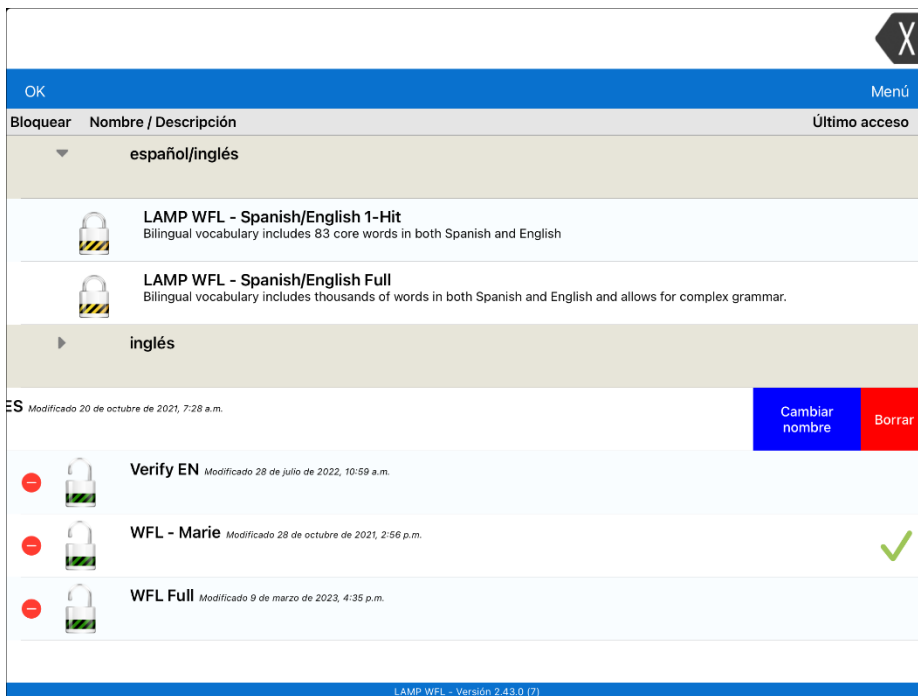 X
OK Menú
Bloquear Nombre / Descripción Último acceso
español/inglés
LAMP WFL - Spanish/English 1-Hit
Bilingual vocabulary includes 83 core words in both Spanish and English
LAMP WFL - Spanish/English Full
Bilingual vocabulary includes thousands of words in both Spanish and English and allows for complex grammar.
inglés
ES Modificado 20 de octubre de 2021, 7:28 a.m.
Cambiar
nombre
Borrar
Verify EN Modificado 28 de julio de 2022, 10:59 a.m.
WFL - Marie Modificado 28 de octubre de 2021, 2:56 p.m.
WFL Full Modificado 9 de marzo de 2023, 4:35 p.m.
LAMP WFL - Versión 2.43.0 (7)